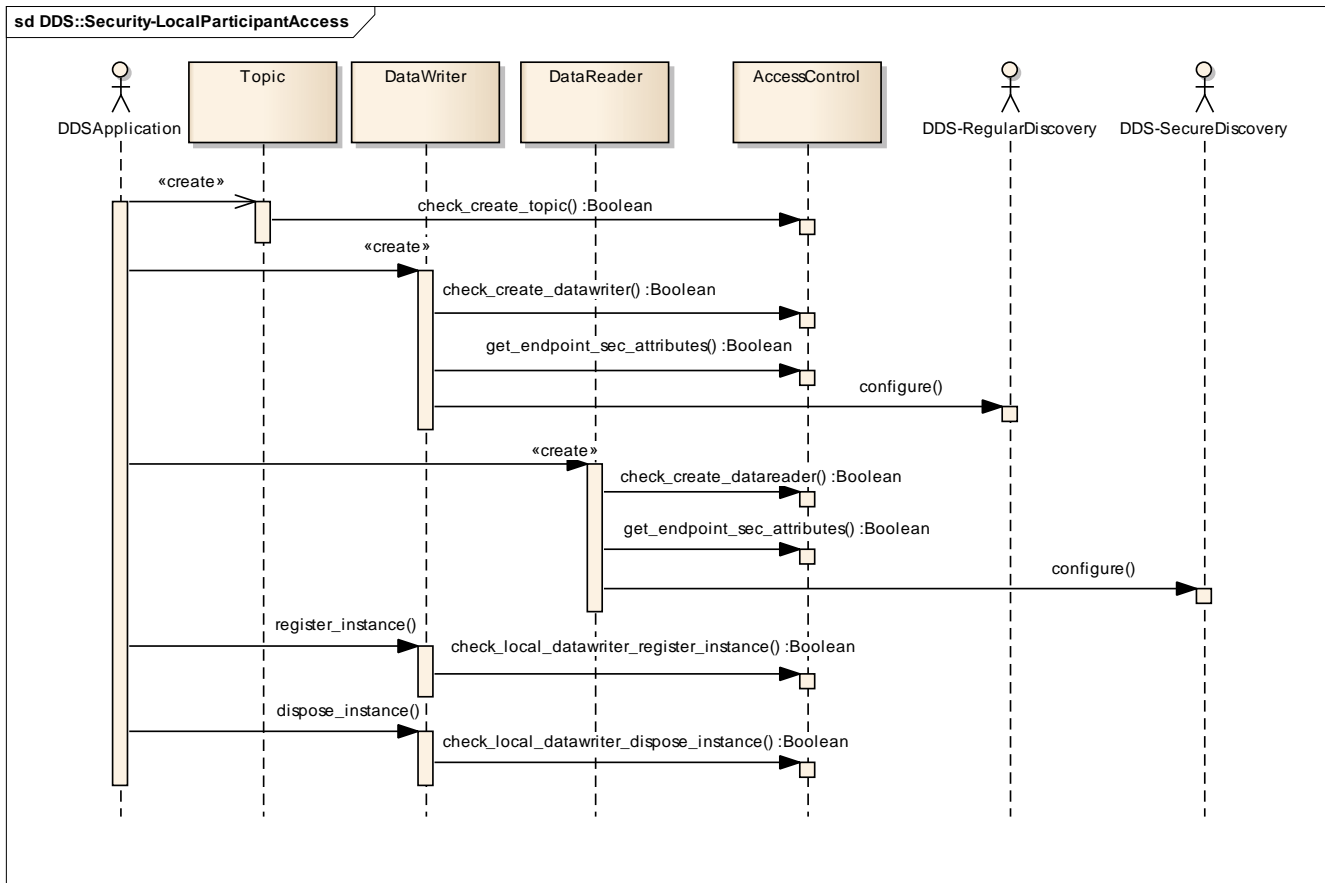 sd DDS::Security-LocalParticipantAccess
Topic
DataWriter
DataReader
AccessControl
DDSApplication
DDS-RegularDiscovery
DDS-SecureDiscovery
«create»
check_create_topic() :Boolean
«create»
check_create_datawriter() :Boolean
get_endpoint_sec_attributes() :Boolean
configure()
«create»
check_create_datareader() :Boolean
get_endpoint_sec_attributes() :Boolean
configure()
register_instance()
check_local_datawriter_register_instance() :Boolean
dispose_instance()
check_local_datawriter_dispose_instance() :Boolean